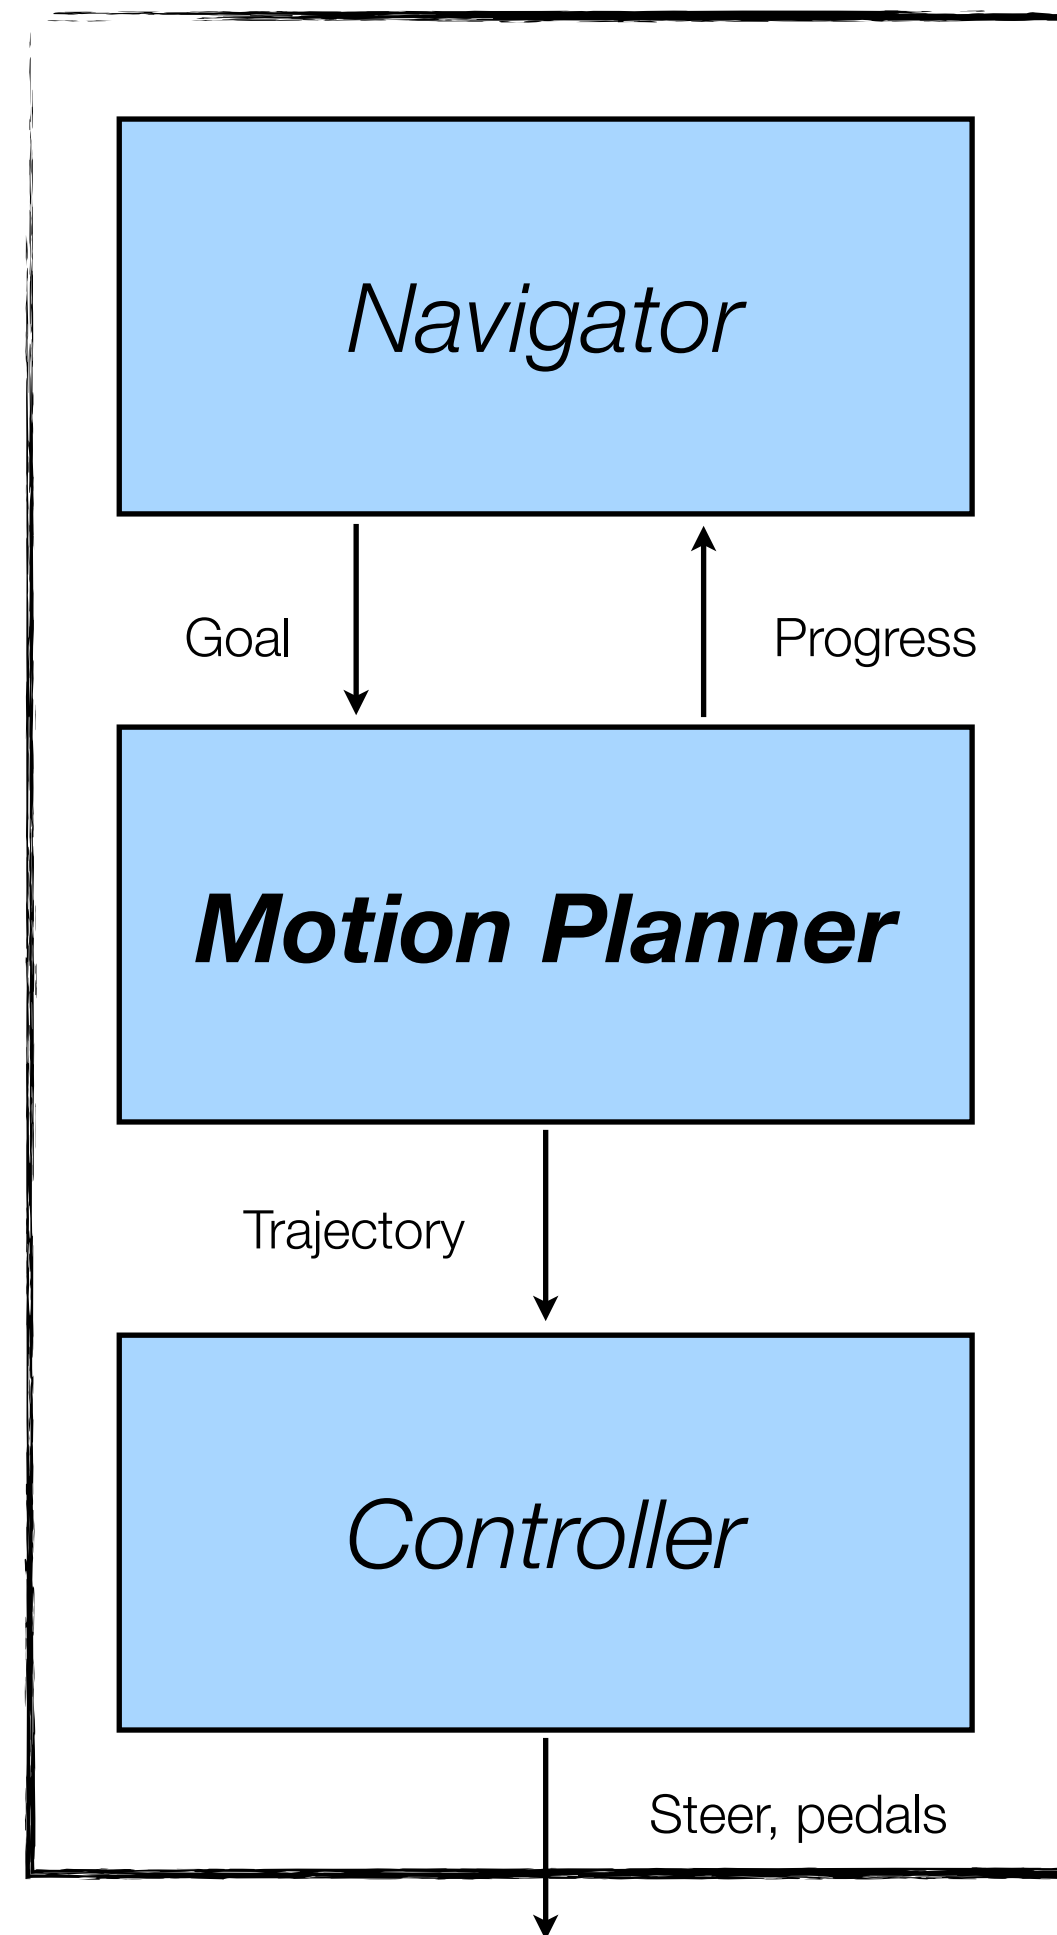 Navigator
Goal
Progress
Motion Planner
Trajectory
Controller
Steer, pedals